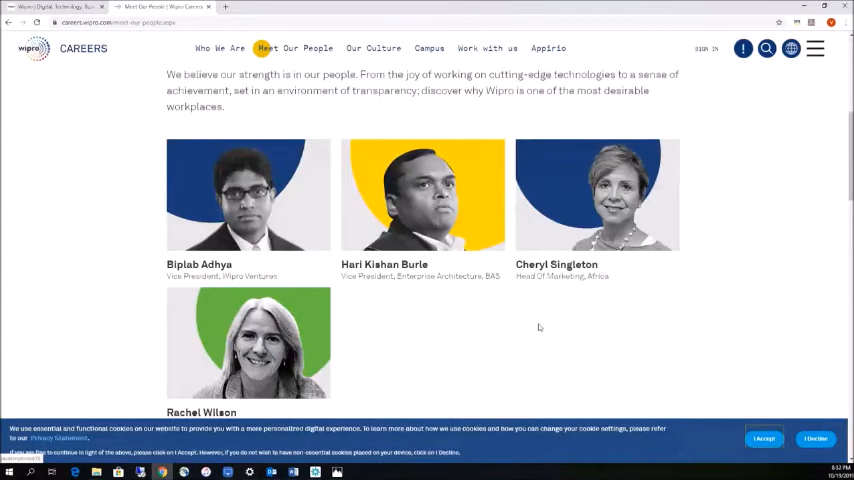 Wipro | Digital, Technology, Busi
Meet Our People | Wipro Careers
careers.wipro.com/meet-our-people.aspx
wipro CAREERS Who We Are Meet Our People Our Culture Campus Work with us Appirio SIGN IN
We believe our strength is in our people. From the joy of working on cutting-edge technologies to a sense of
achievement, set in an environment of transparency; discover why Wipro is one of the most desirable
workplaces.
Biplab Adhya Hari Kishan Burle Cheryl Singleton
Vice President, Wipro Ventures Vice President, Enterprise Architecture, BAS Head Of Marketing, Africa
Rachel Wilson
We use essential and functional cookies on our website to provide you with a more personalized digital experience. To learn more about how we use cookies and how you can change your cookie settings, please refer
to our Privacy Statement.
If you are fine to continue in light of the above, please click on I Accept. However, if you do not wish to have non-essential cookies placed on your device, click on I Decline.
I Accept I Decline
8:32 PM
10/19/2019